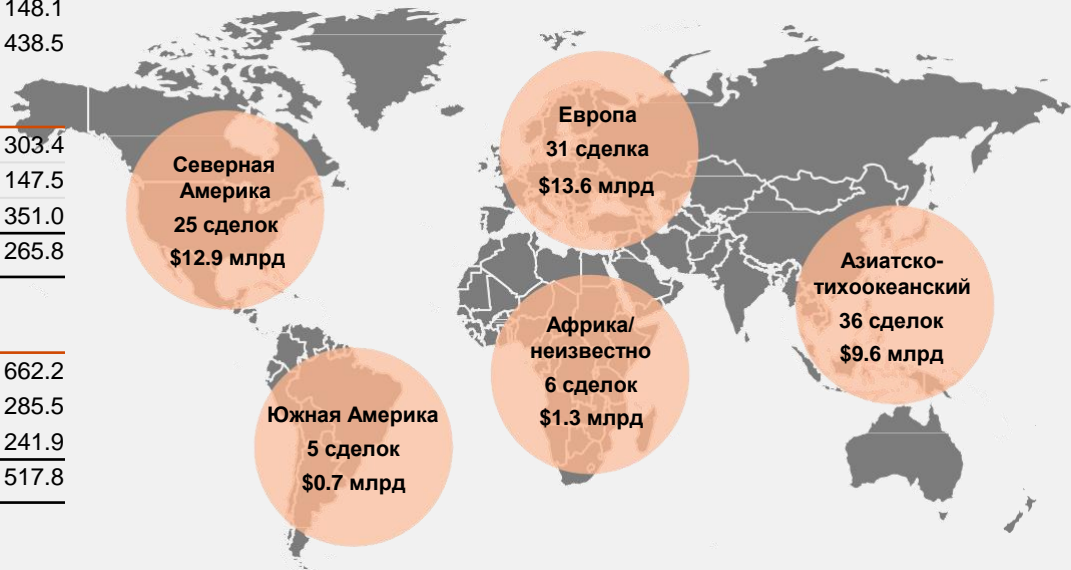 148.1
438.5
303.4
147.5
351.0
265.8
662.2
285.5
241.9
517.8
Северная
Америка
25 сделок
$12.9 млрд
Европа
31 сделка
$13.6 млрд
Азиатско-
тихоокеанский
36 сделок
$9.6 млрд
Африка/
неизвестно
6 сделок
$1.3 млрд
Южная Америка
5 сделок
$0.7 млрд